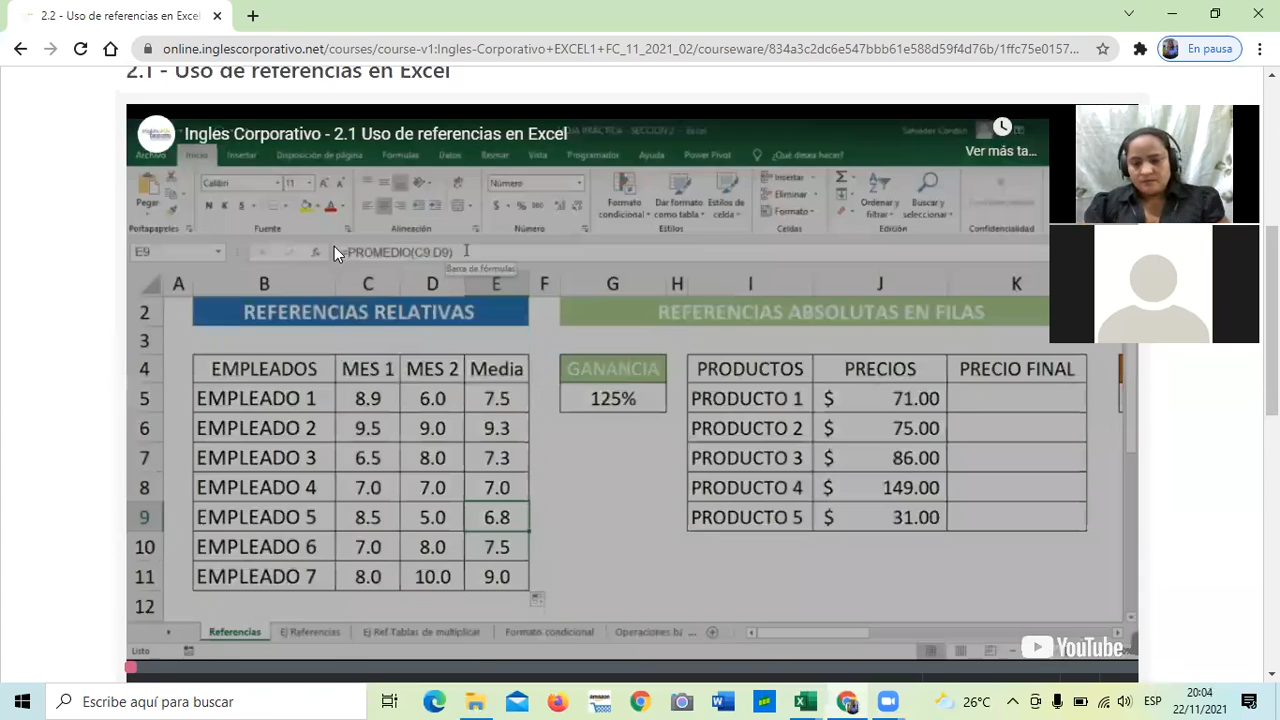 2.2 - Uso de referencias en Excel
online.inglescorporativo.net/courses/course-v1:Ingles-Corporativo+EXCEL1+FC_11_2021_02/courseware/834a3c2dc6e547bbb61e588d59f4d76b/1ffc75e0157...
En pausa
2.1 - Uso de referencias en Excel
Ingles Corporativo - 2.1 Uso de referencias en Excel
Ver más ta...
Archivo Inicio Insertar Disposición de página Fórmulas Datos Revisar Vista Programador Ayuda Power Pivot ¿Qué desea hacer?
Pegar
Calibri 11
N K S
Número
$ % 000
Formato condicional
Dar formato como tabla
Estilos de celda
Insertar
Eliminar
Formato
Ordenar y filtrar
Buscar y seleccionar
Portapapeles Fuente Alineación Número Estilos Celdas Edición Confidencialidad
E9 fx =PROMEDIO(C9:D9)
Barra de fórmulas
A B C D E F G H I J K
2 REFERENCIAS RELATIVAS REFERENCIAS ABSOLUTAS EN FILAS
3
4 EMPLEADOS MES 1 MES 2 Media GANANCIA PRODUCTOS PRECIOS PRECIO FINAL
5 EMPLEADO 1 8.9 6.0 7.5 125% PRODUCTO 1 $ 71.00
6 EMPLEADO 2 9.5 9.0 9.3 PRODUCTO 2 $ 75.00
7 EMPLEADO 3 6.5 8.0 7.3 PRODUCTO 3 $ 86.00
8 EMPLEADO 4 7.0 7.0 7.0 PRODUCTO 4 $ 149.00
9 EMPLEADO 5 8.5 5.0 6.8 PRODUCTO 5 $ 31.00
10 EMPLEADO 6 7.0 8.0 7.5
11 EMPLEADO 7 8.0 10.0 9.0
12
Referencias Ej Referencias Ej Ref Tablas de multiplicar Formato condicional Operaciones bá ...
Listo
YouTube
Escribe aquí para buscar
26°C
ESP
20:04
22/11/2021